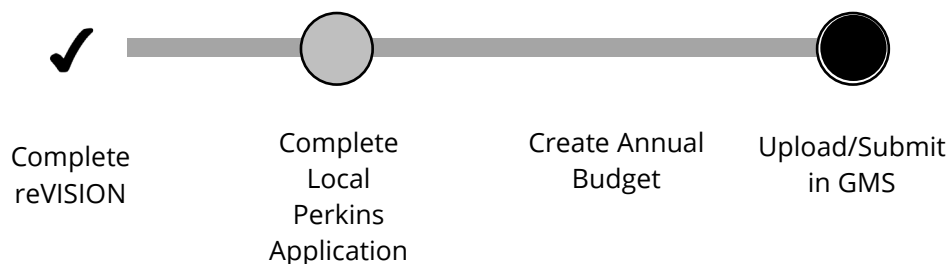 Complete
reVISION
Complete
Local
Perkins
Application
Create Annual
Budget
Upload/Submit
in GMS